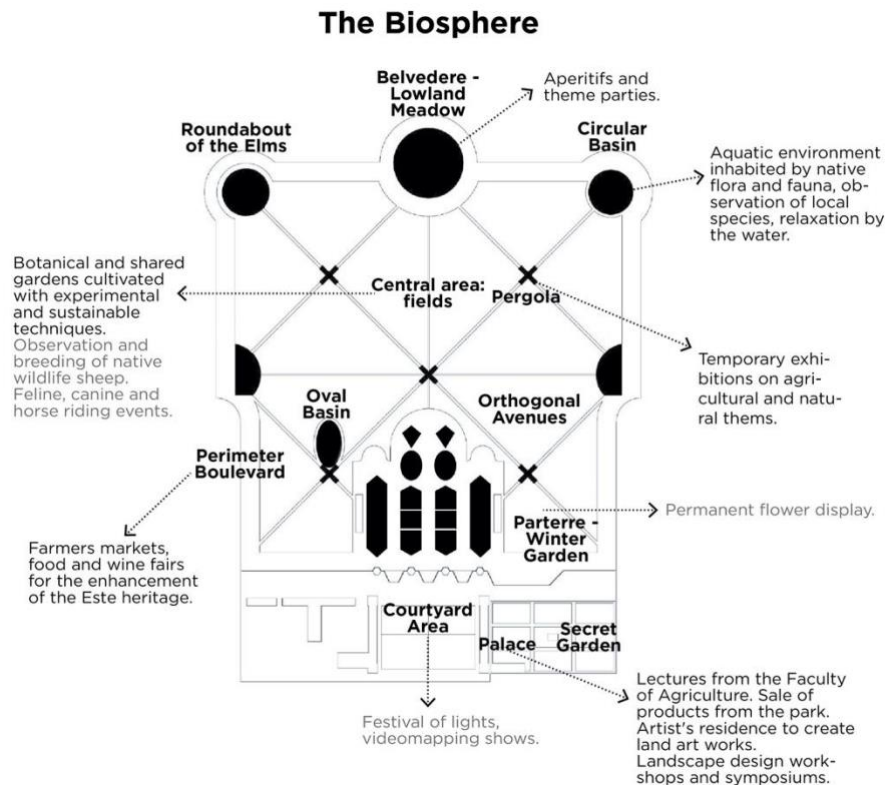 The Biosphere
Belvedere -
Lowland
Meadow
Aperitifs and
theme parties.
Roundabout
of the Elms
Circular
Basin
Aquatic environment
inhabited by native
flora and fauna, ob-
servation of local
species, relaxation by
the water.
Botanical and shared
gardens cultivated
with experimental
and sustainable
techniques.
Observation and
breeding of native
wildlife sheep.
Feline, canine and
horse riding events.
Central area:
fields
Pergola
Temporary exhi-
bitions on agri-
cultural and natu-
ral thems.
Oval
Basin
Orthogonal
Avenues
Perimeter
Boulevard
Permanent flower display.
Parterre -
Winter
Garden
Farmers markets,
food and wine fairs
for the enhancement
of the Este heritage.
Courtyard
Area
Palace
Secret
Garden
Festival of lights,
videomapping shows.
Lectures from the Faculty
of Agriculture. Sale of
products from the park.
Artist's residence to create
land art works.
Landscape design work-
shops and symposiums.